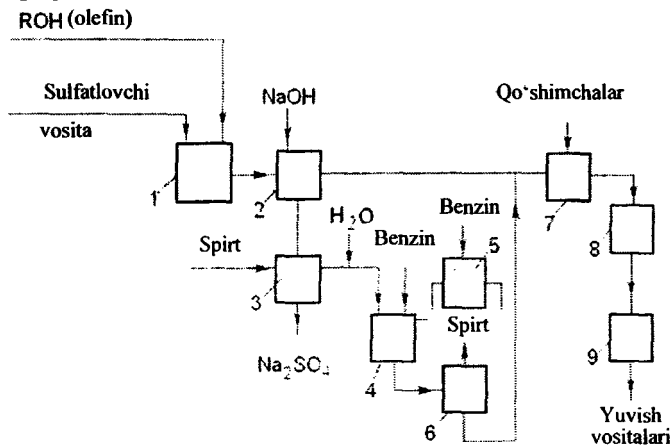 ROH (olefin)
Sulfatlovchi
vosita
NaOH
Qo‘shimchalar
1
2
7
8
H2O
Benzin
Benzin
Spirt
3
5
Spirt
Na2SO4
4
6
9
Yuvish
vositalari